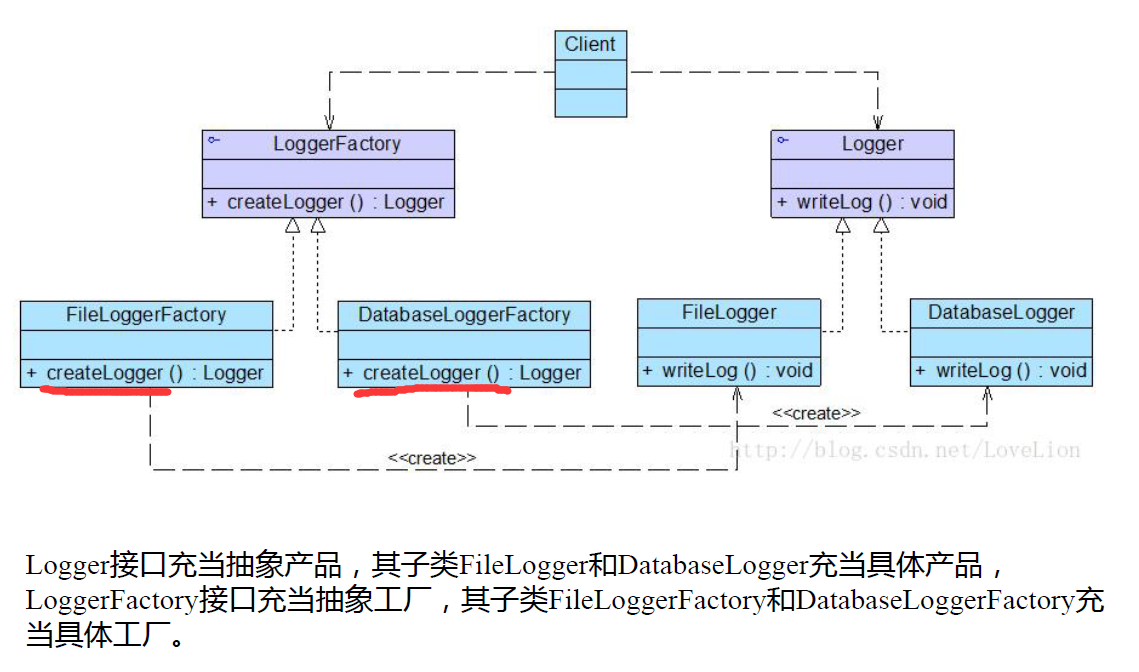 Client
LoggerFactory
+ createLogger () : Logger
Logger
+ writeLog () : void
FileLoggerFactory
+ createLogger () : Logger
DatabaseLoggerFactory
+ createLogger () : Logger
FileLogger
+ writeLog () : void
DatabaseLogger
+ writeLog () : void
<<create>>
<<create>>
http://blog.csdn.net/LoveLion
Logger接口充当抽象产品，其子类FileLogger和DatabaseLogger充当具体产品，
LoggerFactory接口充当抽象工厂，其子类FileLoggerFactory和DatabaseLoggerFactory充
当具体工厂。